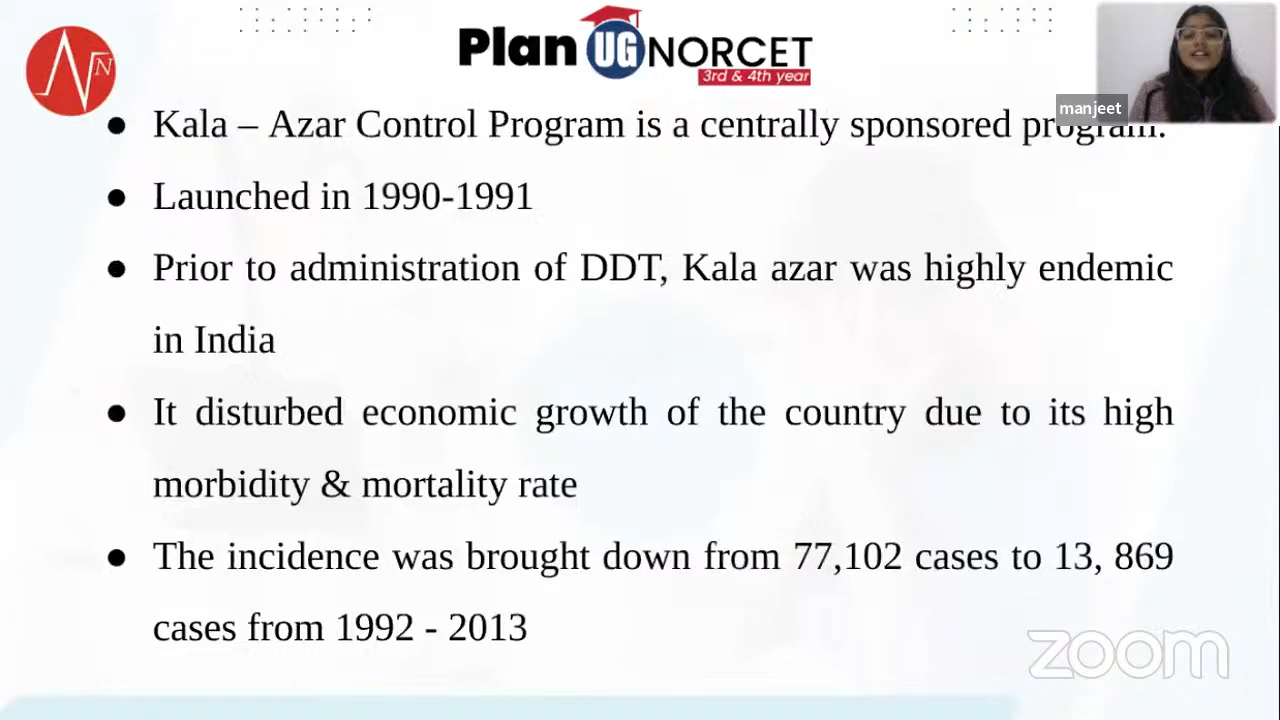 Plan UG NORCET
3rd & 4th year
N
manjeet
● Kala – Azar Control Program is a centrally sponsored program.
● Launched in 1990-1991
● Prior to administration of DDT, Kala azar was highly endemic
in India
● It disturbed economic growth of the country due to its high
morbidity & mortality rate
● The incidence was brought down from 77,102 cases to 13, 869
cases from 1992 - 2013
zoom